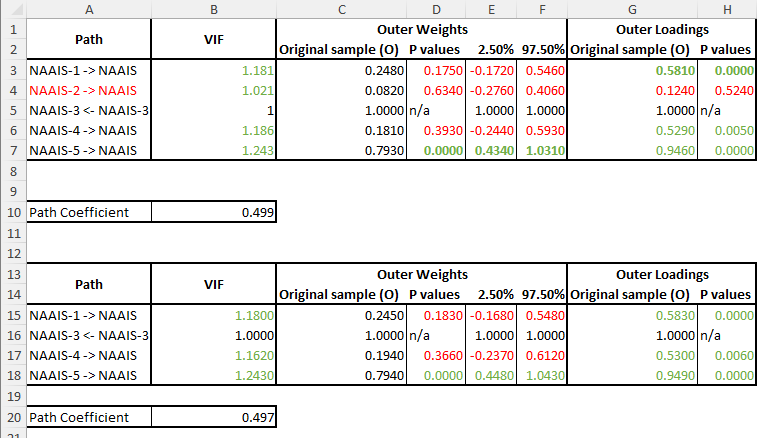 A B C D E F G H
1 Path VIF Outer Weights Outer Loadings
2 Original sample (O) P values 2.50% 97.50% Original sample (O) P values
3 NAAIS-1 -> NAAIS 1.181 0.2480 0.1750 -0.1720 0.5460 0.5810 0.0000
4 NAAIS-2 -> NAAIS 1.021 0.0820 0.6340 -0.2760 0.4060 0.1240 0.5240
5 NAAIS-3 <- NAAIS-3 1 1.0000 n/a 1.0000 1.0000 1.0000 n/a
6 NAAIS-4 -> NAAIS 1.186 0.1810 0.3930 -0.2440 0.5930 0.5290 0.0050
7 NAAIS-5 -> NAAIS 1.243 0.7930 0.0000 0.4340 1.0310 0.9460 0.0000
8
9
10 Path Coefficient 0.499
11
12
13 Path VIF Outer Weights Outer Loadings
14 Original sample (O) P values 2.50% 97.50% Original sample (O) P values
15 NAAIS-1 -> NAAIS 1.1800 0.2450 0.1830 -0.1680 0.5480 0.5830 0.0000
16 NAAIS-3 <- NAAIS-3 1.0000 1.0000 n/a 1.0000 1.0000 1.0000 n/a
17 NAAIS-4 -> NAAIS 1.1620 0.1940 0.3660 -0.2370 0.6120 0.5300 0.0060
18 NAAIS-5 -> NAAIS 1.2430 0.7940 0.0000 0.4480 1.0430 0.9490 0.0000
19
20 Path Coefficient 0.497